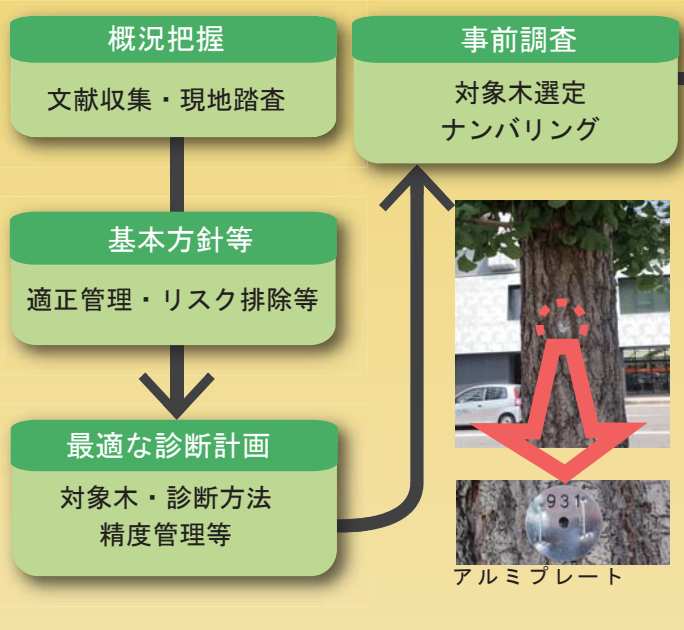 概況把握
文献収集・現地踏査
基本方針等
適正管理・リスク排除等
最適な診断計画
対象木・診断方法
精度管理等
事前調査
対象木選定
ナンバリング
931
アルミプレート